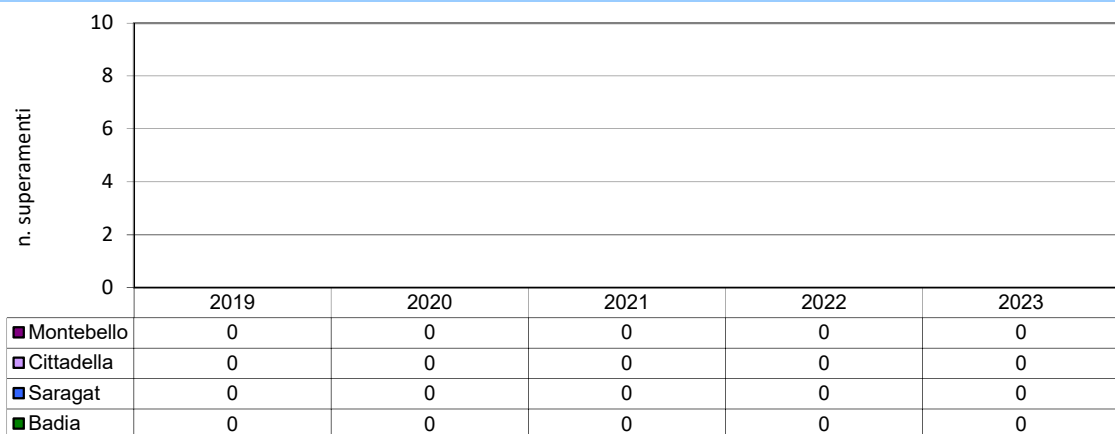 10
8
6
4
2
0
n. superamenti
2019 2020 2021 2022 2023
Montebello 0 0 0 0 0
Cittadella 0 0 0 0 0
Saragat 0 0 0 0 0
Badia 0 0 0 0 0